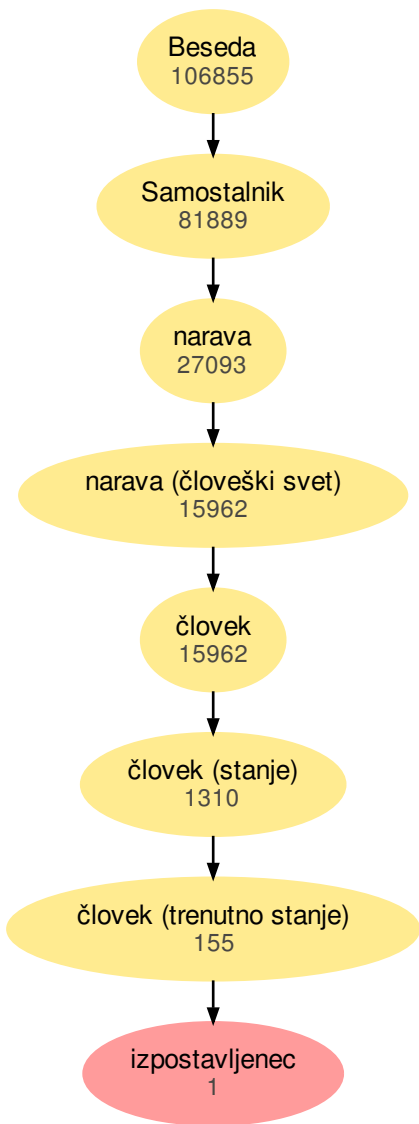 Beseda
106855
Samostalnik
81889
narava
27093
narava (človeški svet)
15962
človek
15962
človek (stanje)
1310
človek (trenutno stanje)
155
izpostavljenec
1